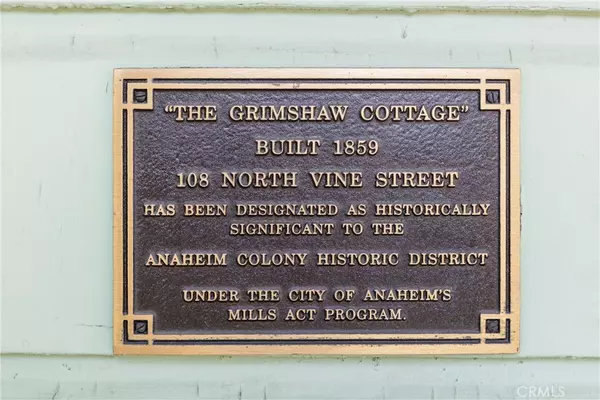 "THE GRIMSHAW COTTAGE"
BUILT 1859
108 NORTH VINE STREET
HAS BEEN DESIGNATED AS HISTORICALLY
SIGNIFICANT TO THE
ANAHEIM COLONY HISTORIC DISTRICT
UNDER THE CITY OF ANAHEIM'S
MILLS ACT PROGRAM.
CRMLS